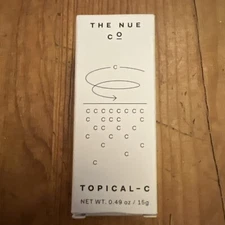 THE NUE
CO
C
C C C C C C C C
C C C C C C C
C C C C C
C C C C
C C
C
TOPICAL-C
NET WT. 0.49 oz / 15g